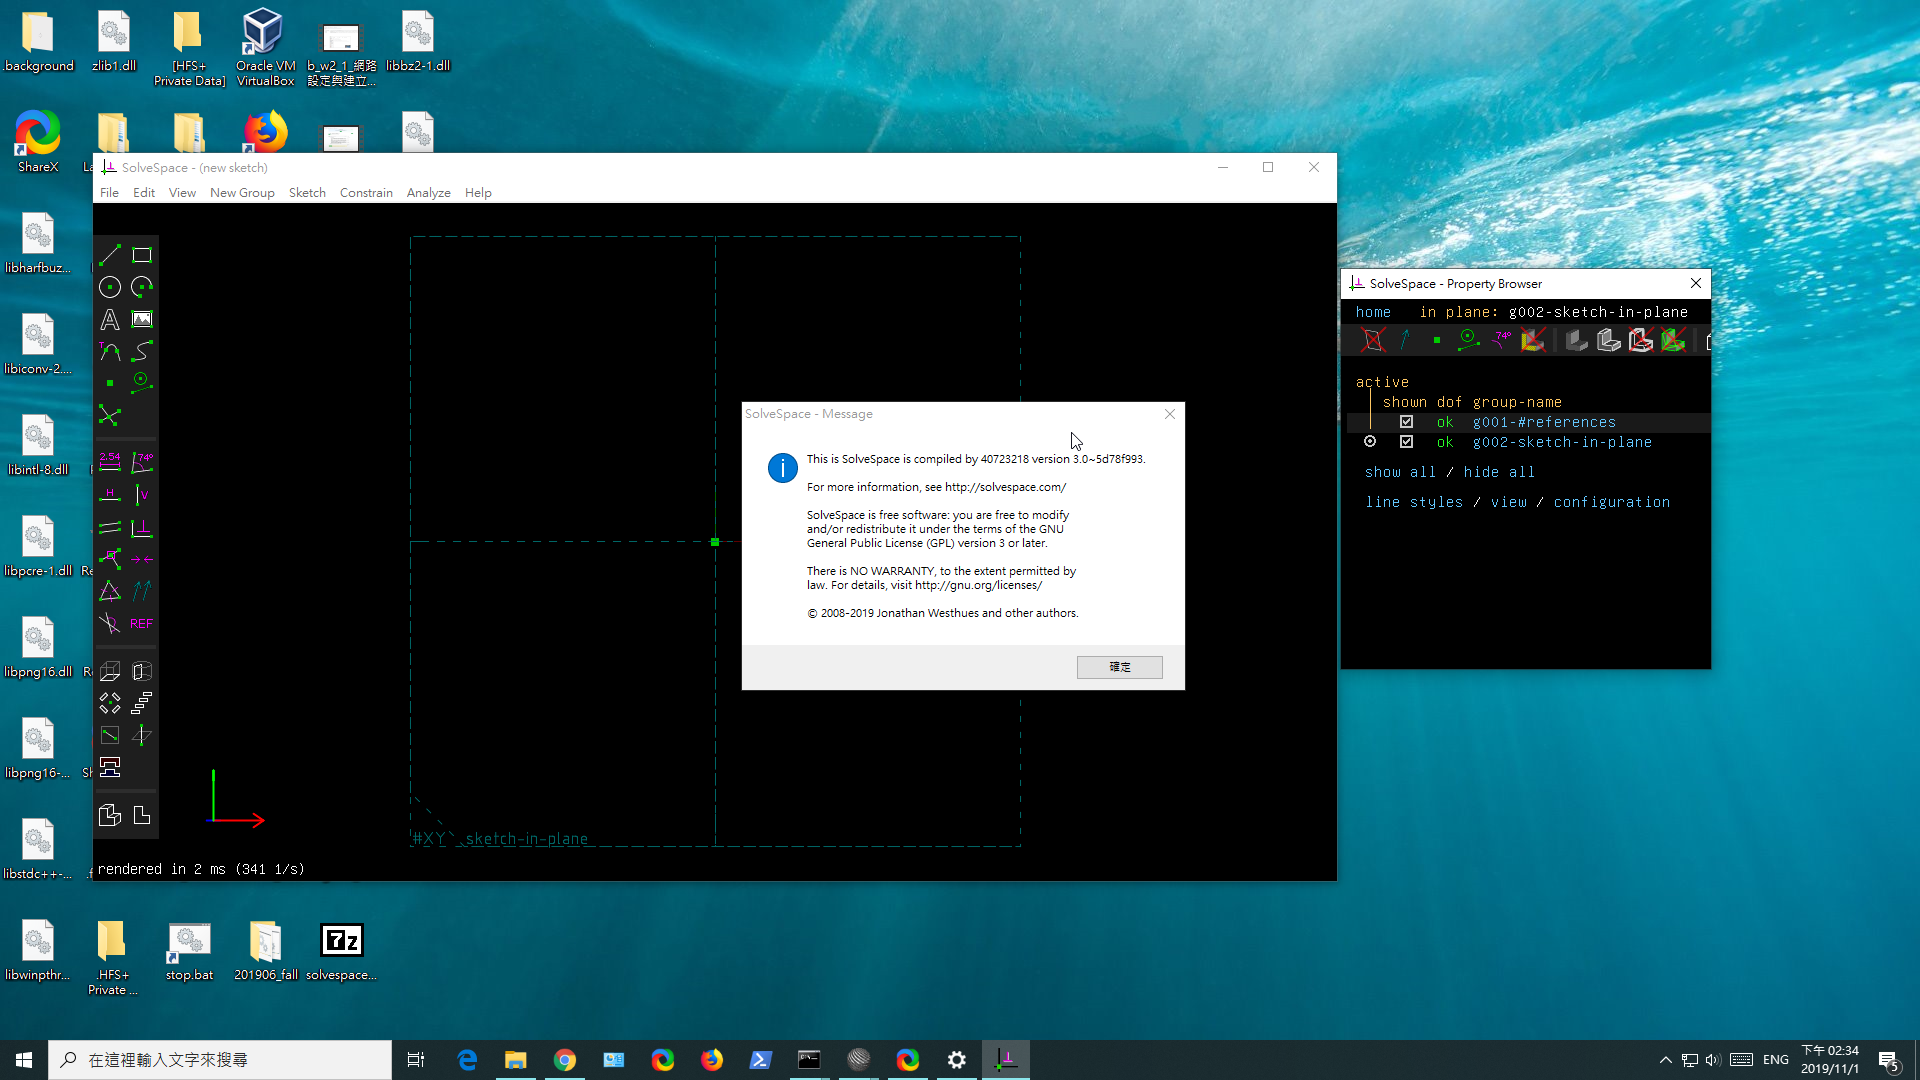 .background
zlib1.dll
[HFS+
Private Data]
Oracle VM
VirtualBox
b_w2_1_網路
設定與建立...
libbz2-1.dll
ShareX
libharfbuz...
libiconv-2....
libintl-8.dll
libpcre-1.dll
Re
libpng16.dll
libpng16-...
Sh
libstdc++-...
libwinpthr...
.HFS+
Private ...
stop.bat
201906_fall
7z
solvespace...
SolveSpace - (new sketch)
File
Edit
View
New Group
Sketch
Constrain
Analyze
Help
2.54
74°
H
V
REF
#XY
sketch-in-plane
rendered in 2 ms (341 1/s)
SolveSpace - Message
This is SolveSpace is compiled by 40723218 version 3.0~5d78f993.
For more information, see http://solvespace.com/
SolveSpace is free software: you are free to modify
and/or redistribute it under the terms of the GNU
General Public License (GPL) version 3 or later.
There is NO WARRANTY, to the extent permitted by
law. For details, visit http://gnu.org/licenses/
© 2008-2019 Jonathan Westhues and other authors.
確定
SolveSpace - Property Browser
home in plane: g002-sketch-in-plane
74°
active
shown dof group-name
ok g001-#references
ok g002-sketch-in-plane
show all / hide all
line styles / view / configuration
在這裡輸入文字來搜尋
ENG
下午 02:34
2019/11/1
5